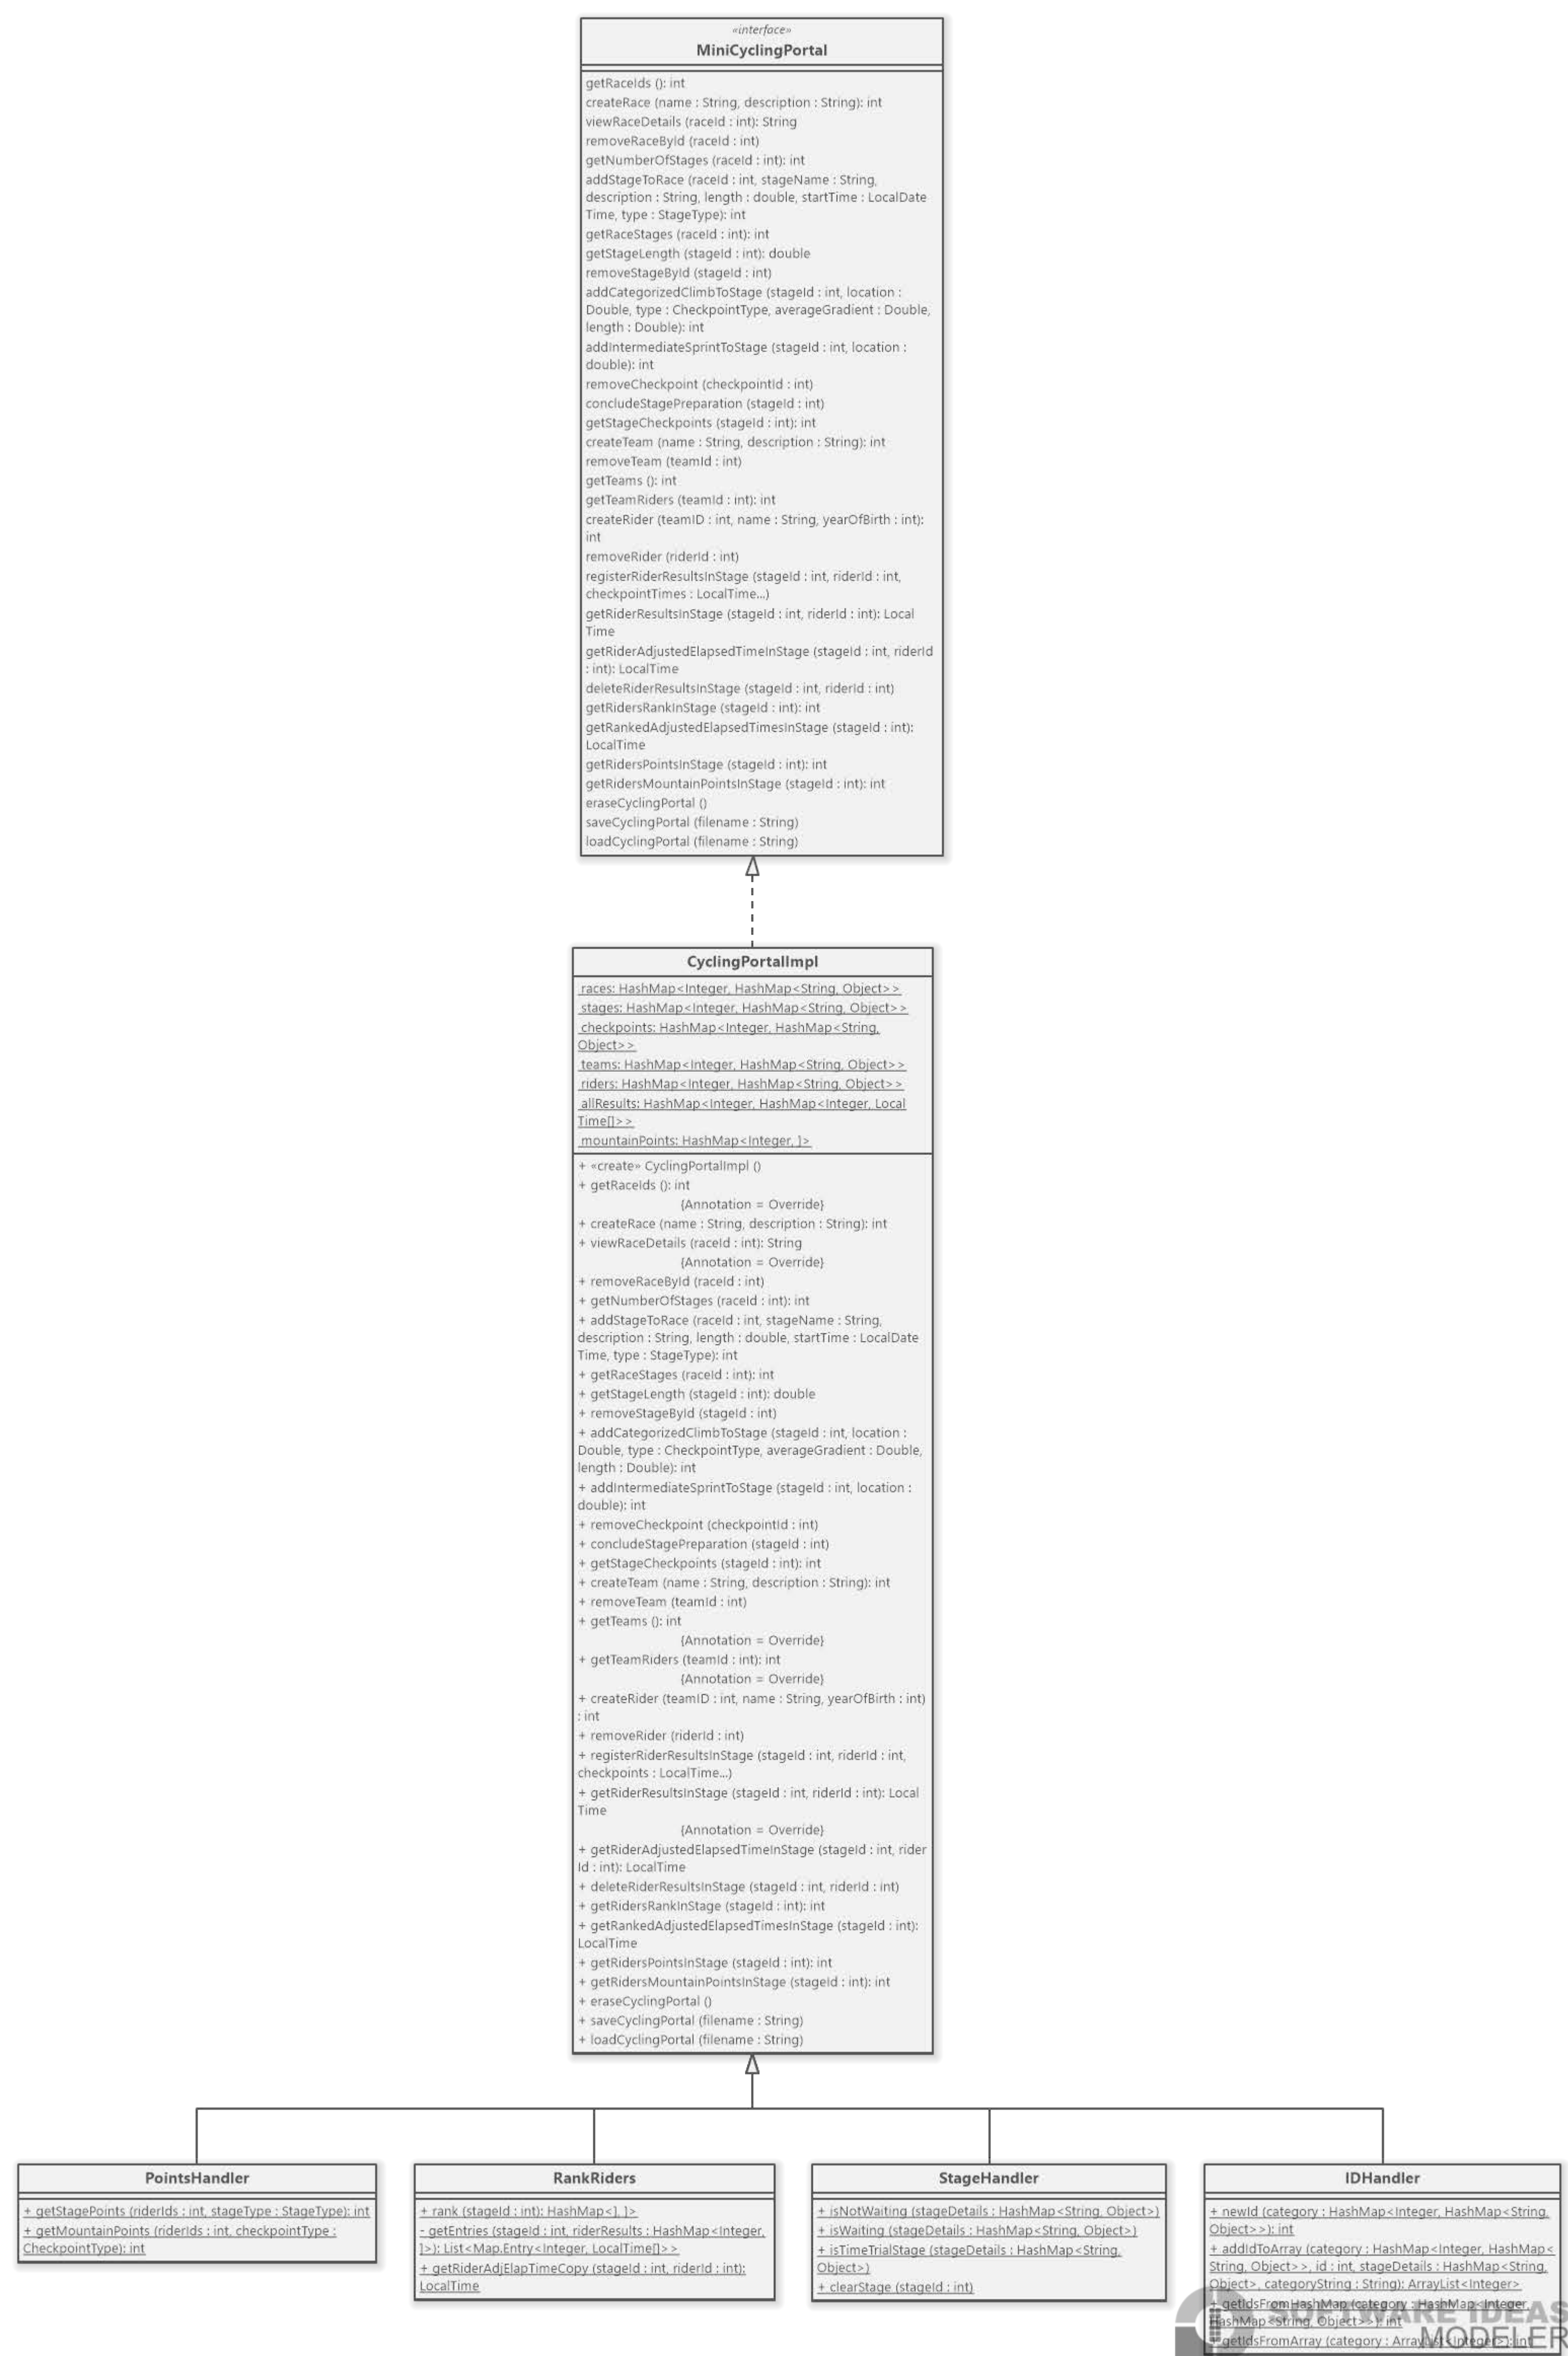 «interface»
MiniCyclingPortal
getRaceIds (): int
createRace (name : String, description : String): int
viewRaceDetails (raceId : int): String
removeRaceById (raceId : int)
getNumberOfStages (raceId : int): int
addStageToRace (raceId : int, stageName : String,
description : String, length : double, startTime : LocalDate
Time, type : StageType): int
getRaceStages (raceId : int): int
getStageLength (stageId : int): double
removeStageById (stageId : int)
addCategorizedClimbToStage (stageId : int, location :
Double, type : CheckpointType, averageGradient : Double,
length : Double): int
addIntermediateSprintToStage (stageId : int, location :
double): int
removeCheckpoint (checkpointId : int)
concludeStagePreparation (stageId : int)
getStageCheckpoints (stageId : int): int
createTeam (name : String, description : String): int
removeTeam (teamId : int)
getTeams (): int
getTeamRiders (teamId : int): int
createRider (teamID : int, name : String, yearOfBirth : int):
int
removeRider (riderId : int)
registerRiderResultsInStage (stageId : int, riderId : int,
checkpointTimes : LocalTime...)
getRiderResultsInStage (stageId : int, riderId : int): Local
Time
getRiderAdjustedElapsedTimeInStage (stageId : int, riderId
: int): LocalTime
deleteRiderResultsInStage (stageId : int, riderId : int)
getRidersRankInStage (stageId : int): int
getRankedAdjustedElapsedTimesInStage (stageId : int):
LocalTime
getRidersPointsInStage (stageId : int): int
getRidersMountainPointsInStage (stageId : int): int
eraseCyclingPortal ()
saveCyclingPortal (filename : String)
loadCyclingPortal (filename : String)
CyclingPortalImpl
races: HashMap<Integer, HashMap<String, Object>>
stages: HashMap<Integer, HashMap<String, Object>>
checkpoints: HashMap<Integer, HashMap<String,
Object>>
teams: HashMap<Integer, HashMap<String, Object>>
riders: HashMap<Integer, HashMap<String, Object>>
allResults: HashMap<Integer, HashMap<Integer, Local
Time[]>>
mountainPoints: HashMap<Integer, ]>
+ «create» CyclingPortalImpl ()
+ getRaceIds (): int
{Annotation = Override}
+ createRace (name : String, description : String): int
+ viewRaceDetails (raceId : int): String
{Annotation = Override}
+ removeRaceById (raceId : int)
+ getNumberOfStages (raceId : int): int
+ addStageToRace (raceId : int, stageName : String,
description : String, length : double, startTime : LocalDate
Time, type : StageType): int
+ getRaceStages (raceId : int): int
+ getStageLength (stageId : int): double
+ removeStageById (stageId : int)
+ addCategorizedClimbToStage (stageId : int, location :
Double, type : CheckpointType, averageGradient : Double,
length : Double): int
+ addIntermediateSprintToStage (stageId : int, location :
double): int
+ removeCheckpoint (checkpointId : int)
+ concludeStagePreparation (stageId : int)
+ getStageCheckpoints (stageId : int): int
+ createTeam (name : String, description : String): int
+ removeTeam (teamId : int)
+ getTeams (): int
{Annotation = Override}
+ getTeamRiders (teamId : int): int
{Annotation = Override}
+ createRider (teamID : int, name : String, yearOfBirth : int)
: int
+ removeRider (riderId : int)
+ registerRiderResultsInStage (stageId : int, riderId : int,
checkpoints : LocalTime...)
+ getRiderResultsInStage (stageId : int, riderId : int): Local
Time
{Annotation = Override}
+ getRiderAdjustedElapsedTimeInStage (stageId : int, rider
Id : int): LocalTime
+ deleteRiderResultsInStage (stageId : int, riderId : int)
+ getRidersRankInStage (stageId : int): int
+ getRankedAdjustedElapsedTimesInStage (stageId : int):
LocalTime
+ getRidersPointsInStage (stageId : int): int
+ getRidersMountainPointsInStage (stageId : int): int
+ eraseCyclingPortal ()
+ saveCyclingPortal (filename : String)
+ loadCyclingPortal (filename : String)
PointsHandler
+ getStagePoints (riderIds : int, stageType : StageType): int
+ getMountainPoints (riderIds : int, checkpointType :
CheckpointType): int
RankRiders
+ rank (stageId : int): HashMap<], ]>
- getEntries (stageId : int, riderResults : HashMap<Integer,
]>): List<Map.Entry<Integer, LocalTime[]>>
+ getRiderAdjElapTimeCopy (stageId : int, riderId : int):
LocalTime
StageHandler
+ isNotWaiting (stageDetails : HashMap<String, Object>)
+ isWaiting (stageDetails : HashMap<String, Object>)
+ isTimeTrialStage (stageDetails : HashMap<String,
Object>)
+ clearStage (stageId : int)
IDHandler
+ newId (category : HashMap<Integer, HashMap<String,
Object>>): int
+ addIdToArray (category : HashMap<Integer, HashMap<
String, Object>>, id : int, stageDetails : HashMap<String,
Object>, categoryString : String): ArrayList<Integer>
+ getIdsFromHashMap (category : HashMap<Integer,
HashMap<String, Object>>): int
+ getIdsFromArray (category : ArrayList<Integer>): int
SOFTWARE IDEAS
MODELER